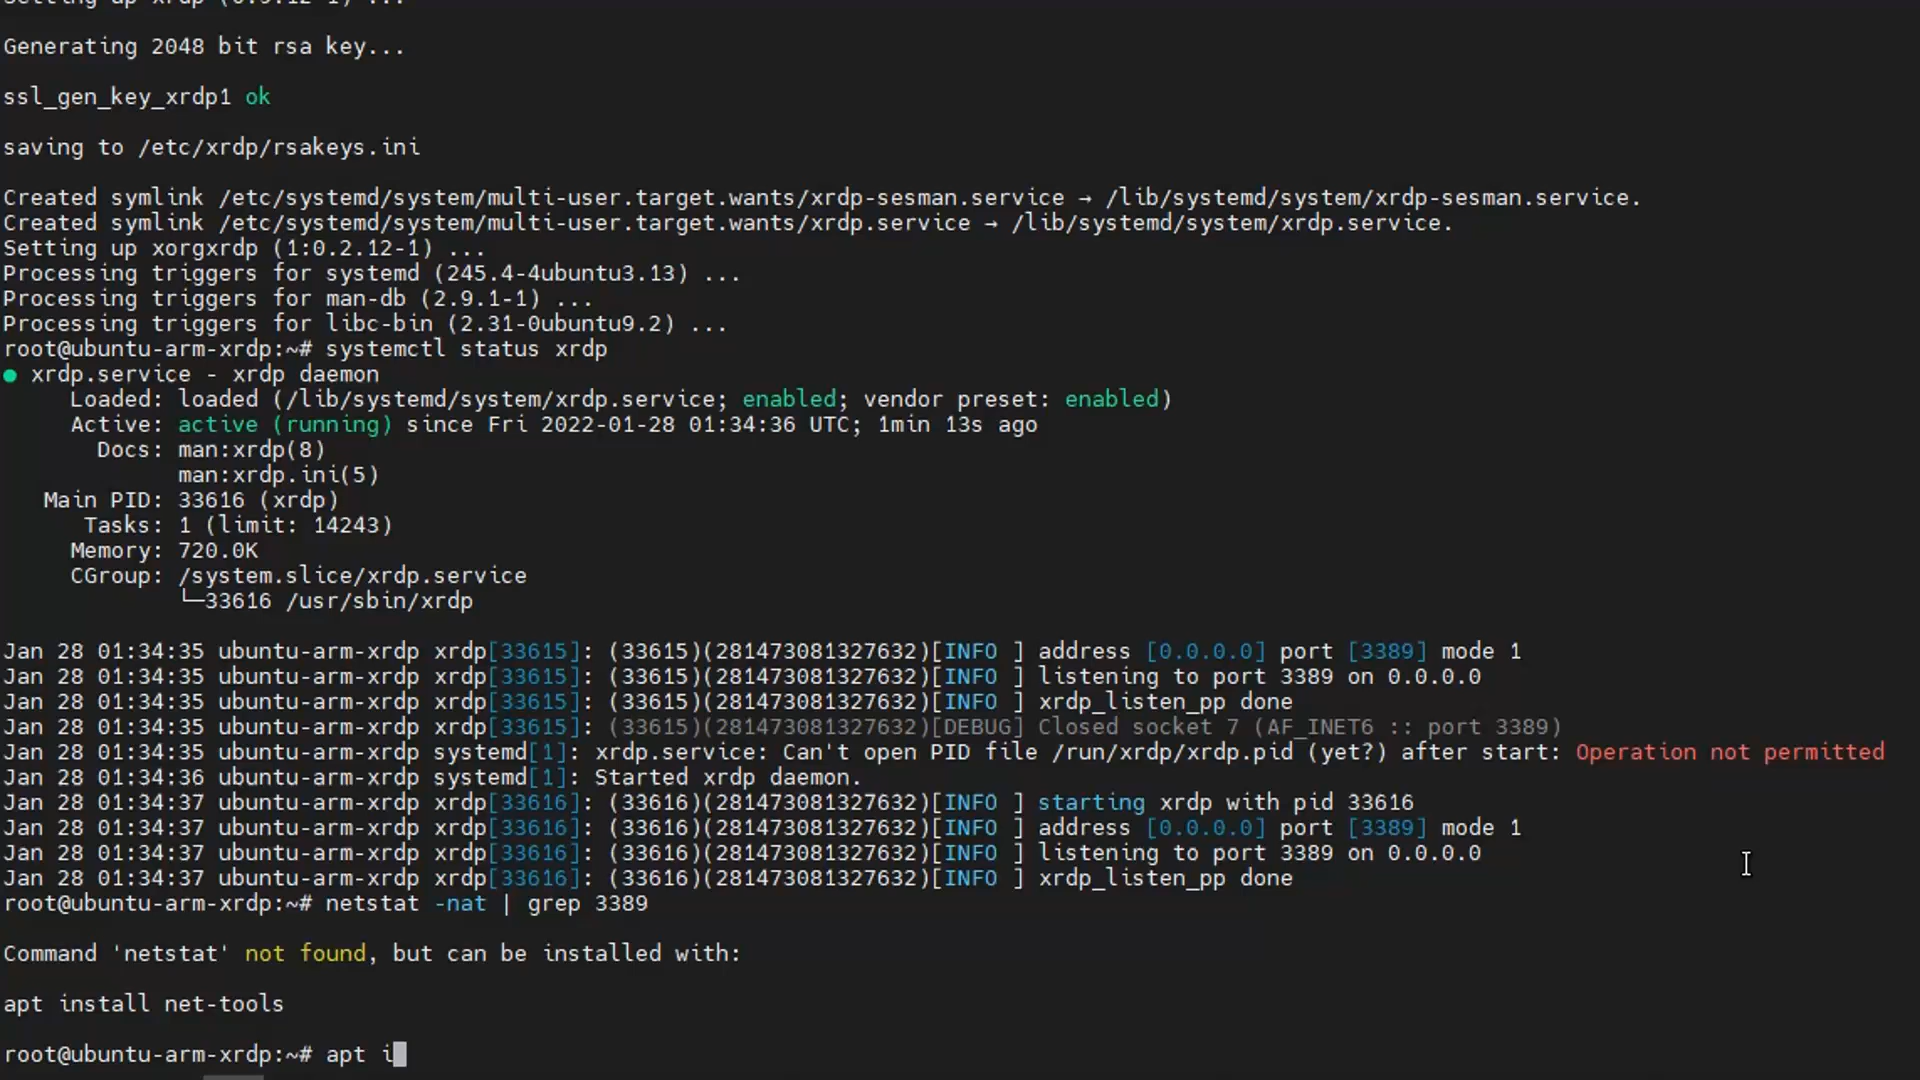 Setting up xrdp (0.9.12-1) ...
Generating 2048 bit rsa key...
ssl_gen_key_xrdp1 ok
saving to /etc/xrdp/rsakeys.ini
Created symlink /etc/systemd/system/multi-user.target.wants/xrdp-sesman.service → /lib/systemd/system/xrdp-sesman.service.
Created symlink /etc/systemd/system/multi-user.target.wants/xrdp.service → /lib/systemd/system/xrdp.service.
Setting up xorgxrdp (1:0.2.12-1) ...
Processing triggers for systemd (245.4-4ubuntu3.13) ...
Processing triggers for man-db (2.9.1-1) ...
Processing triggers for libc-bin (2.31-0ubuntu9.2) ...
root@ubuntu-arm-xrdp:~# systemctl status xrdp
● xrdp.service - xrdp daemon
     Loaded: loaded (/lib/systemd/system/xrdp.service; enabled; vendor preset: enabled)
     Active: active (running) since Fri 2022-01-28 01:34:36 UTC; 1min 13s ago
       Docs: man:xrdp(8)
             man:xrdp.ini(5)
   Main PID: 33616 (xrdp)
      Tasks: 1 (limit: 14243)
     Memory: 720.0K
     CGroup: /system.slice/xrdp.service
             └─33616 /usr/sbin/xrdp
Jan 28 01:34:35 ubuntu-arm-xrdp xrdp[33615]: (33615)(281473081327632)[INFO ] address [0.0.0.0] port [3389] mode 1
Jan 28 01:34:35 ubuntu-arm-xrdp xrdp[33615]: (33615)(281473081327632)[INFO ] listening to port 3389 on 0.0.0.0
Jan 28 01:34:35 ubuntu-arm-xrdp xrdp[33615]: (33615)(281473081327632)[INFO ] xrdp_listen_pp done
Jan 28 01:34:35 ubuntu-arm-xrdp xrdp[33615]: (33615)(281473081327632)[DEBUG] Closed socket 7 (AF_INET6 :: port 3389)
Jan 28 01:34:35 ubuntu-arm-xrdp systemd[1]: xrdp.service: Can't open PID file /run/xrdp/xrdp.pid (yet?) after start: Operation not permitted
Jan 28 01:34:36 ubuntu-arm-xrdp systemd[1]: Started xrdp daemon.
Jan 28 01:34:37 ubuntu-arm-xrdp xrdp[33616]: (33616)(281473081327632)[INFO ] starting xrdp with pid 33616
Jan 28 01:34:37 ubuntu-arm-xrdp xrdp[33616]: (33616)(281473081327632)[INFO ] address [0.0.0.0] port [3389] mode 1
Jan 28 01:34:37 ubuntu-arm-xrdp xrdp[33616]: (33616)(281473081327632)[INFO ] listening to port 3389 on 0.0.0.0
Jan 28 01:34:37 ubuntu-arm-xrdp xrdp[33616]: (33616)(281473081327632)[INFO ] xrdp_listen_pp done
root@ubuntu-arm-xrdp:~# netstat -nat | grep 3389
Command 'netstat' not found, but can be installed with:
apt install net-tools
root@ubuntu-arm-xrdp:~# apt i